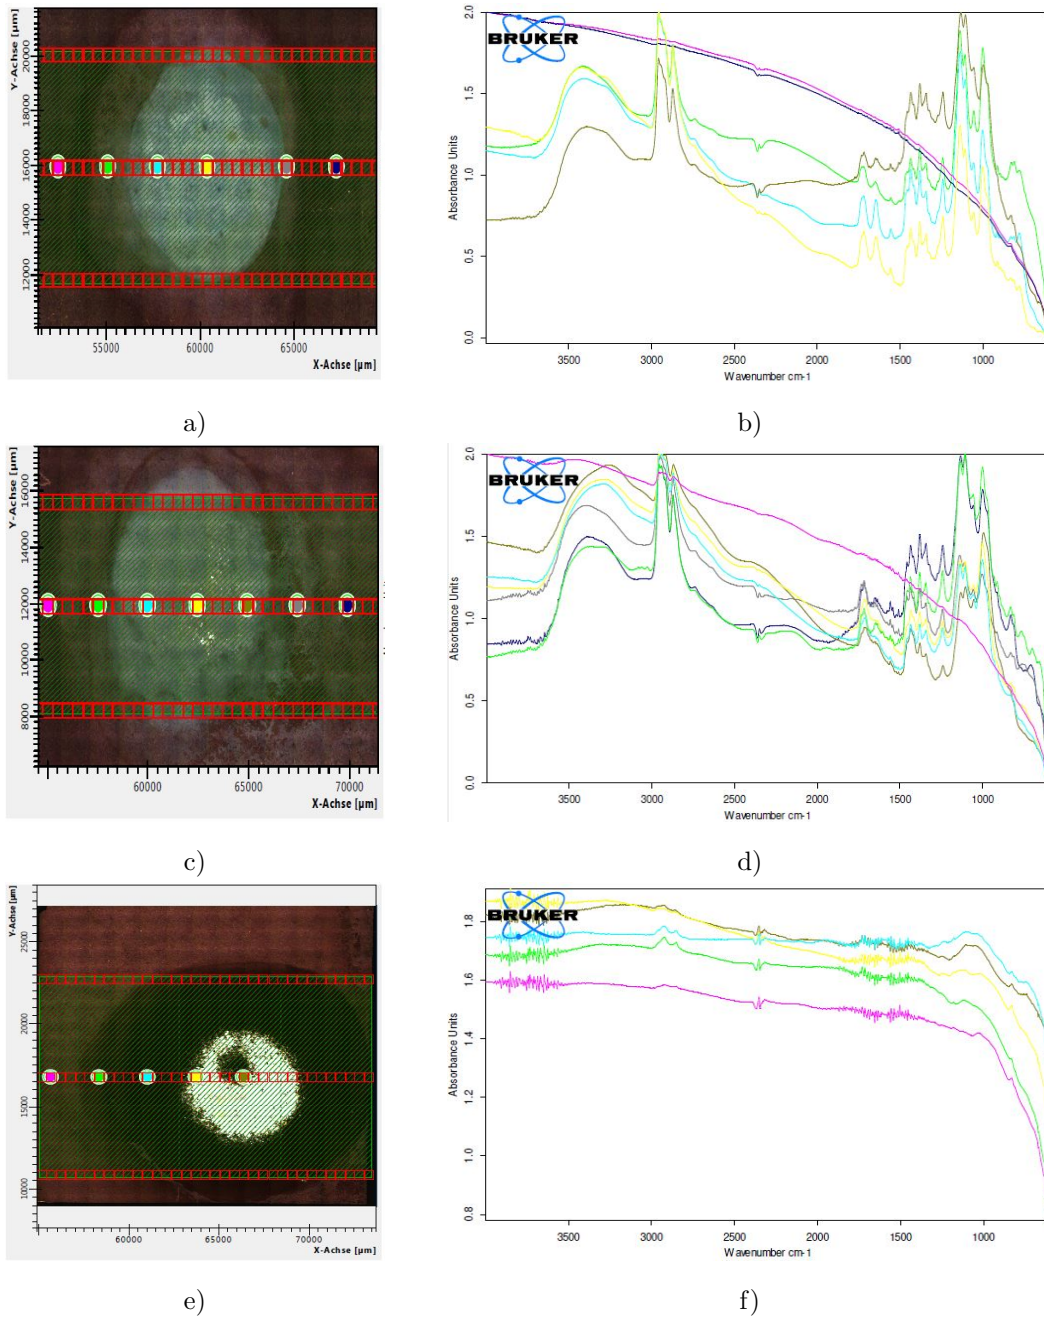 Y-Achse [µm]
20000
18000
16000
14000
12000
55000
60000
65000
X-Achse [µm]
a)
BRUKER
Absorbance Units
2.0
1.5
1.0
0.5
0.0
3500
3000
2500
2000
1500
1000
Wavenumber cm-1
b)
Y-Achse [µm]
16000
14000
12000
10000
8000
60000
65000
70000
X-Achse [µm]
c)
BRUKER
Absorbance Units
2.0
1.5
1.0
0.5
0.0
3500
3000
2500
2000
1500
1000
Wavenumber cm-1
d)
Y-Achse [µm]
25000
20000
15000
10000
60000
65000
70000
X-Achse [µm]
e)
BRUKER
Absorbance Units
1.8
1.6
1.4
1.2
1.0
0.8
3500
3000
2500
2000
1500
1000
Wavenumber cm-1
f)